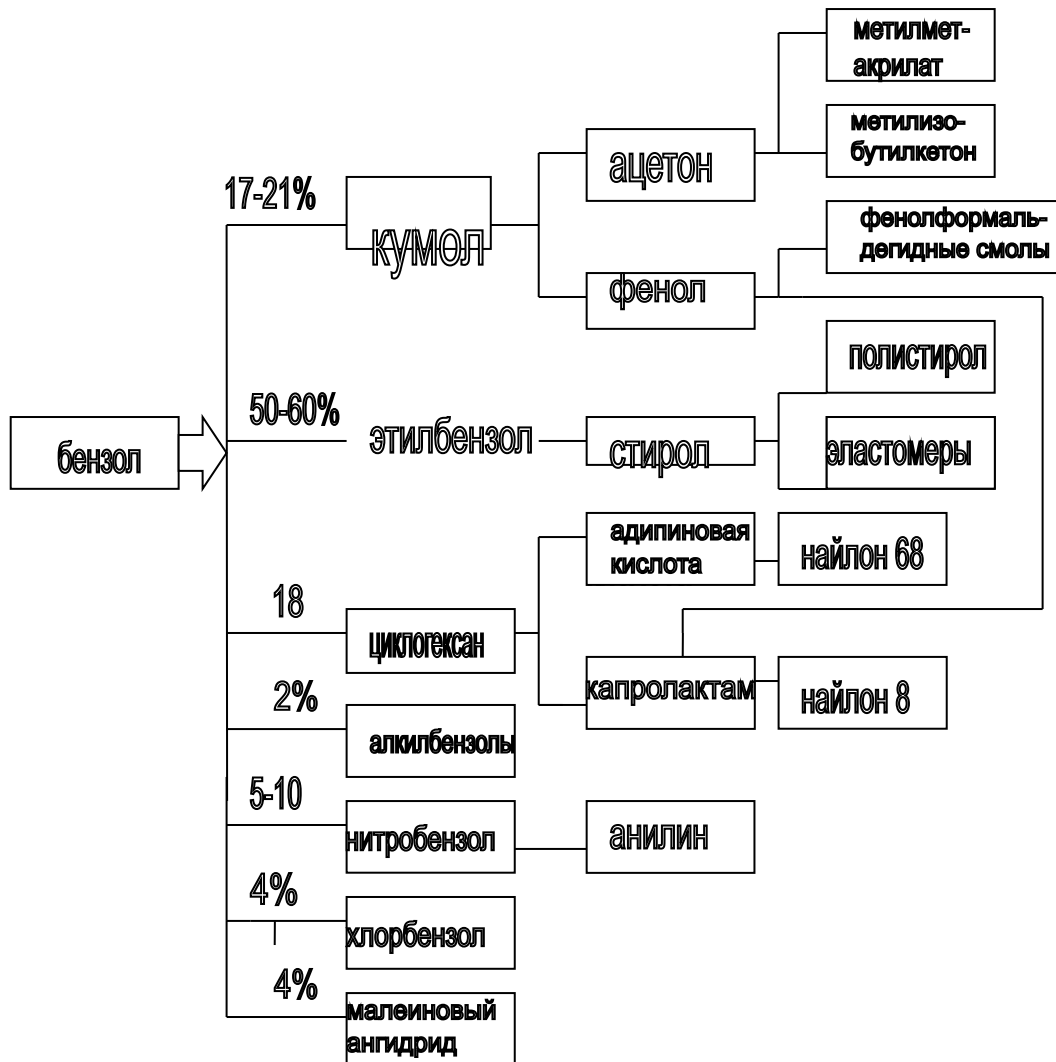 метилмет-
акрилат
метилизо-
бутилкетон
ацетон
17-21%
кумол
фенолформаль-
дегидные смолы
фенол
полистирол
50-60%
этилбензол
стирол
эластомеры
бензол
адипиновая
кислота
найлон 68
18
циклогексан
капролактам
найлон 8
2%
алкилбензолы
5-10
нитробензол
анилин
4%
хлорбензол
4%
малеиновый
ангидрид